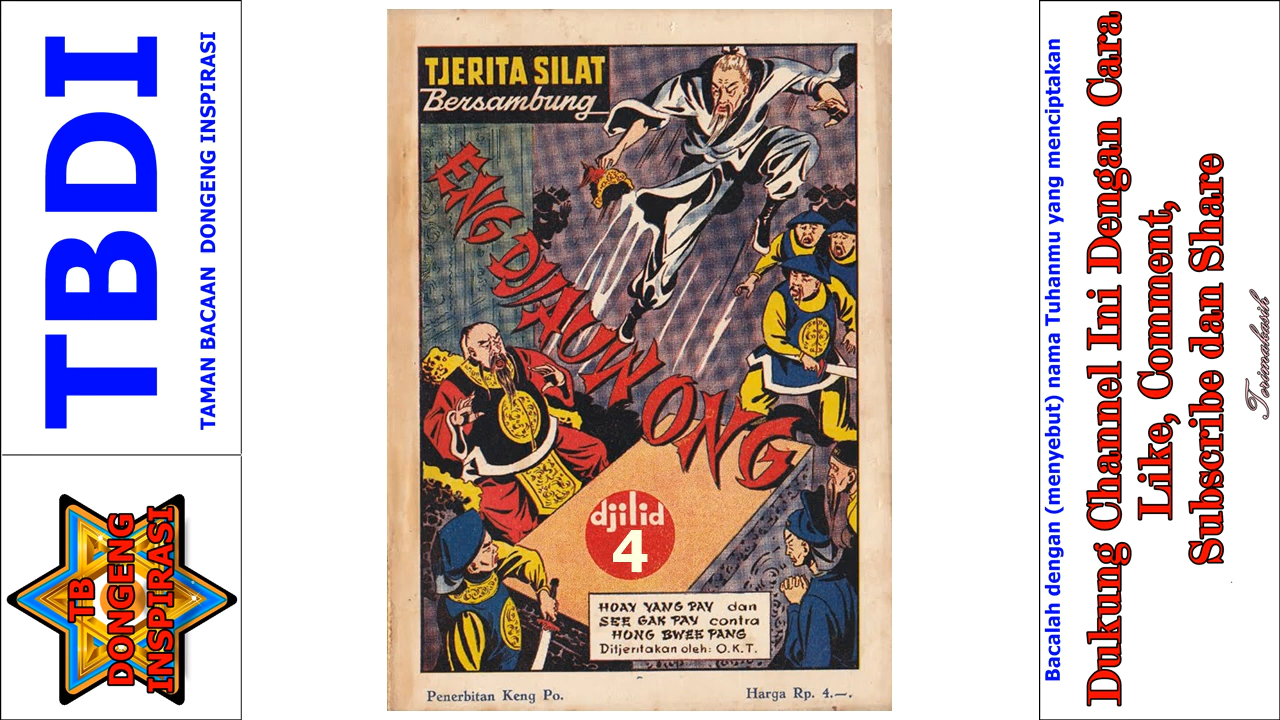 TBDI
TAMAN BACAAN DONGENG INSPIRASI
TB
DONGENG
INSPIRASI
TJERITA SILAT
Bersambung
ENG DJIAUW ONG
djilid
4
HOAY YANG PAY dan
SEE GAK PAY contra
HONG BWEE PANG
Ditjeritakan oleh: O.K.T.
Penerbitan Keng Po.
Harga Rp. 4.—.
Bacalah dengan (menyebut) nama Tuhanmu yang menciptakan
Dukung Channel Ini Dengan Cara
Like, Comment,
Subscribe dan Share
Terimakasih